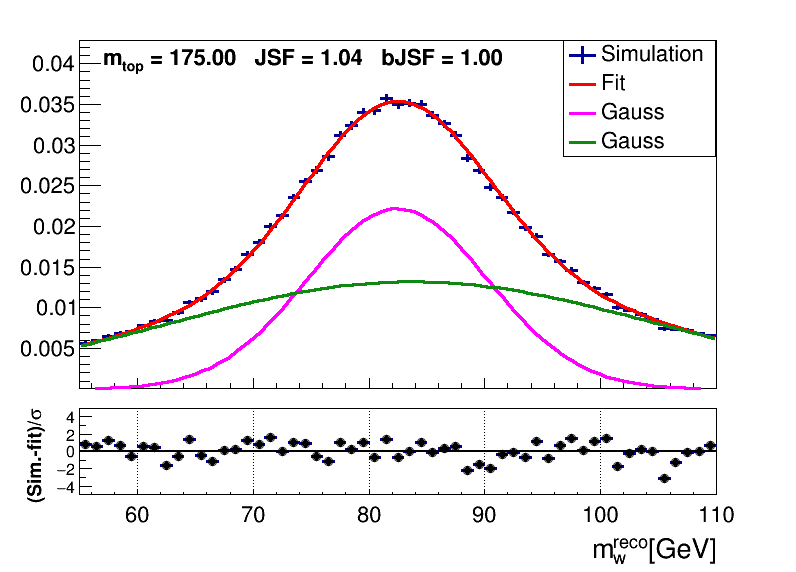 m_top = 175.00 JSF = 1.04 bJSF = 1.00
Simulation
Fit
Gauss
Gauss
0.04
0.035
0.03
0.025
0.02
0.015
0.01
0.005
(Sim.-fit)/σ
4
2
0
−2
−4
60 70 80 90 100 110
m_w^reco[GeV]